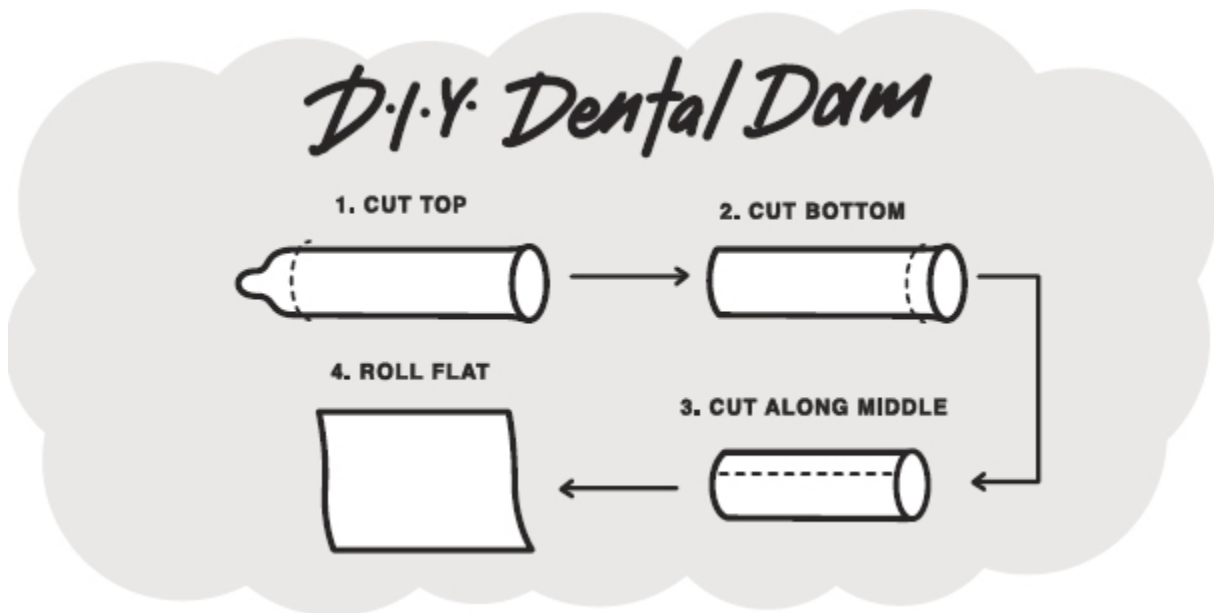 D.I.Y. Dental Dam
1. CUT TOP
2. CUT BOTTOM
3. CUT ALONG MIDDLE
4. ROLL FLAT